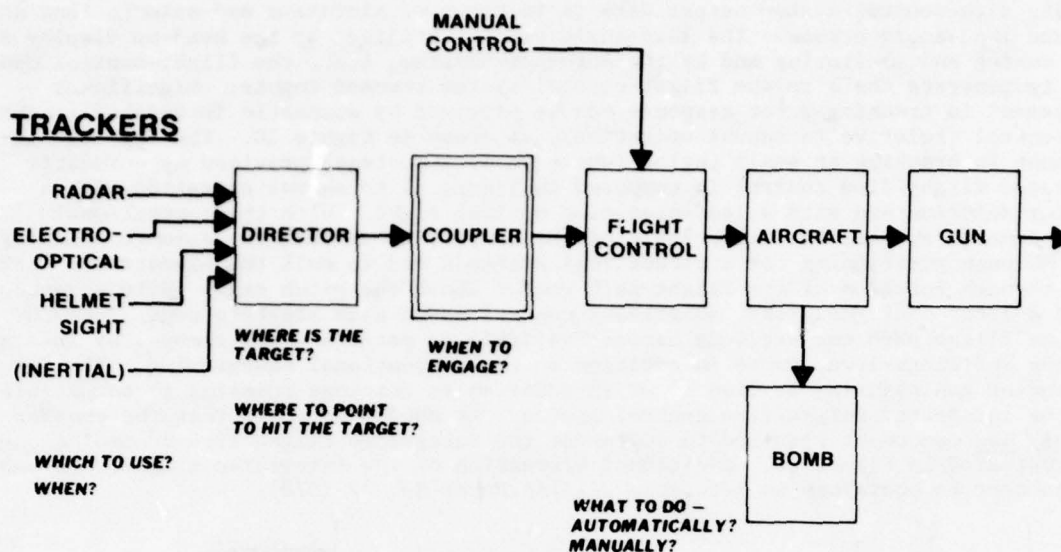 MANUAL
CONTROL
TRACKERS
RADAR
ELECTRO-
OPTICAL
HELMET
SIGHT
(INERTIAL)
DIRECTOR
COUPLER
FLIGHT
CONTROL
AIRCRAFT
GUN
WHERE IS THE
TARGET?
WHERE TO POINT
TO HIT THE TARGET?
WHEN TO
ENGAGE?
WHICH TO USE?
WHEN?
BOMB
WHAT TO DO –
AUTOMATICALLY?
MANUALLY?